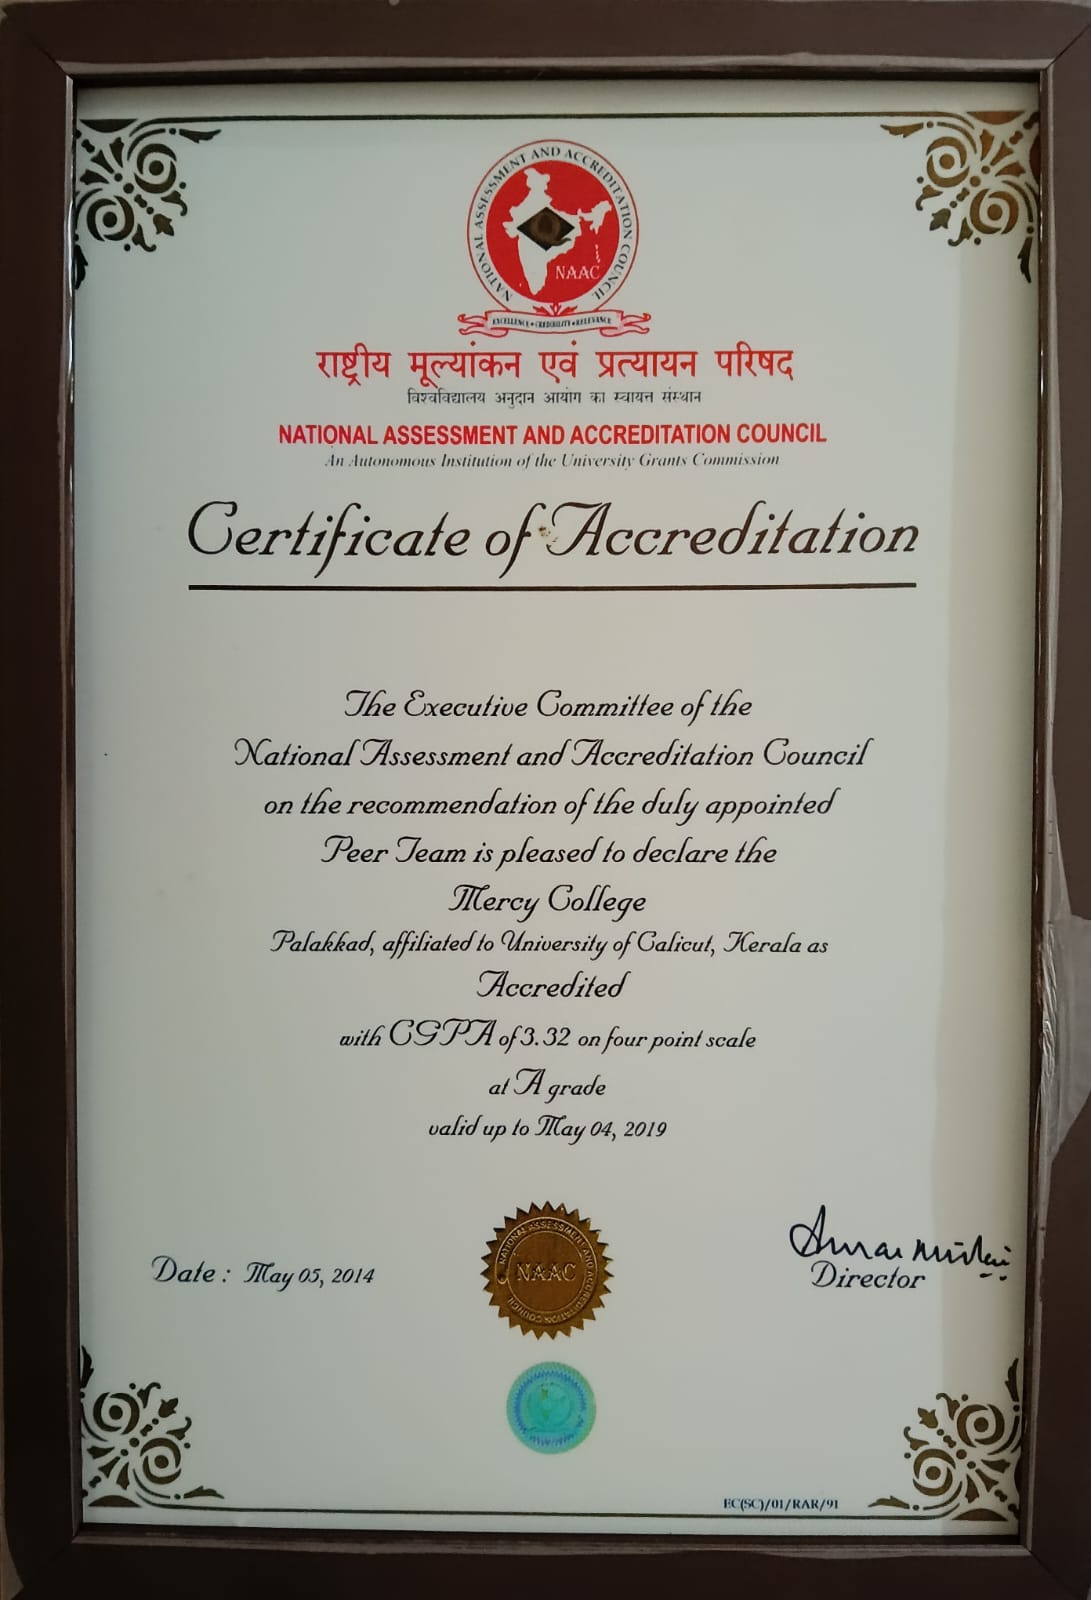 NATIONAL ASSESSMENT AND ACCREDITATION COUNCIL
NAAC
EXCELLENCE • CREDIBILITY • RELEVANCE
राष्ट्रीय मूल्यांकन एवं प्रत्यायन परिषद
विश्वविद्यालय अनुदान आयोग का स्वायत्त संस्थान
NATIONAL ASSESSMENT AND ACCREDITATION COUNCIL
An Autonomous Institution of the University Grants Commission
Certificate of Accreditation
The Executive Committee of the
National Assessment and Accreditation Council
on the recommendation of the duly appointed
Peer Team is pleased to declare the
Mercy College
Palakkad, affiliated to University of Calicut, Kerala as
Accredited
with CGPA of 3.32 on four point scale
at A grade
valid up to May 04, 2019
Date : May 05, 2014
NATIONAL ASSESSMENT AND ACCREDITATION COUNCIL
NAAC
Director
EC(SC)/01/RAR/91